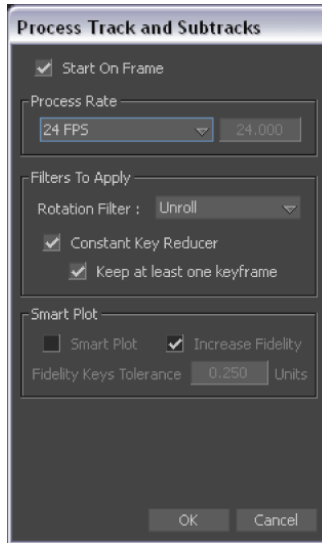 Process Track and Subtracks
Start On Frame
Process Rate
24 FPS 24.000
Filters To Apply
Rotation Filter : Unroll
Constant Key Reducer
Keep at least one keyframe
Smart Plot
Smart Plot Increase Fidelity
Fidelity Keys Tolerance 0.250 Units
OK Cancel